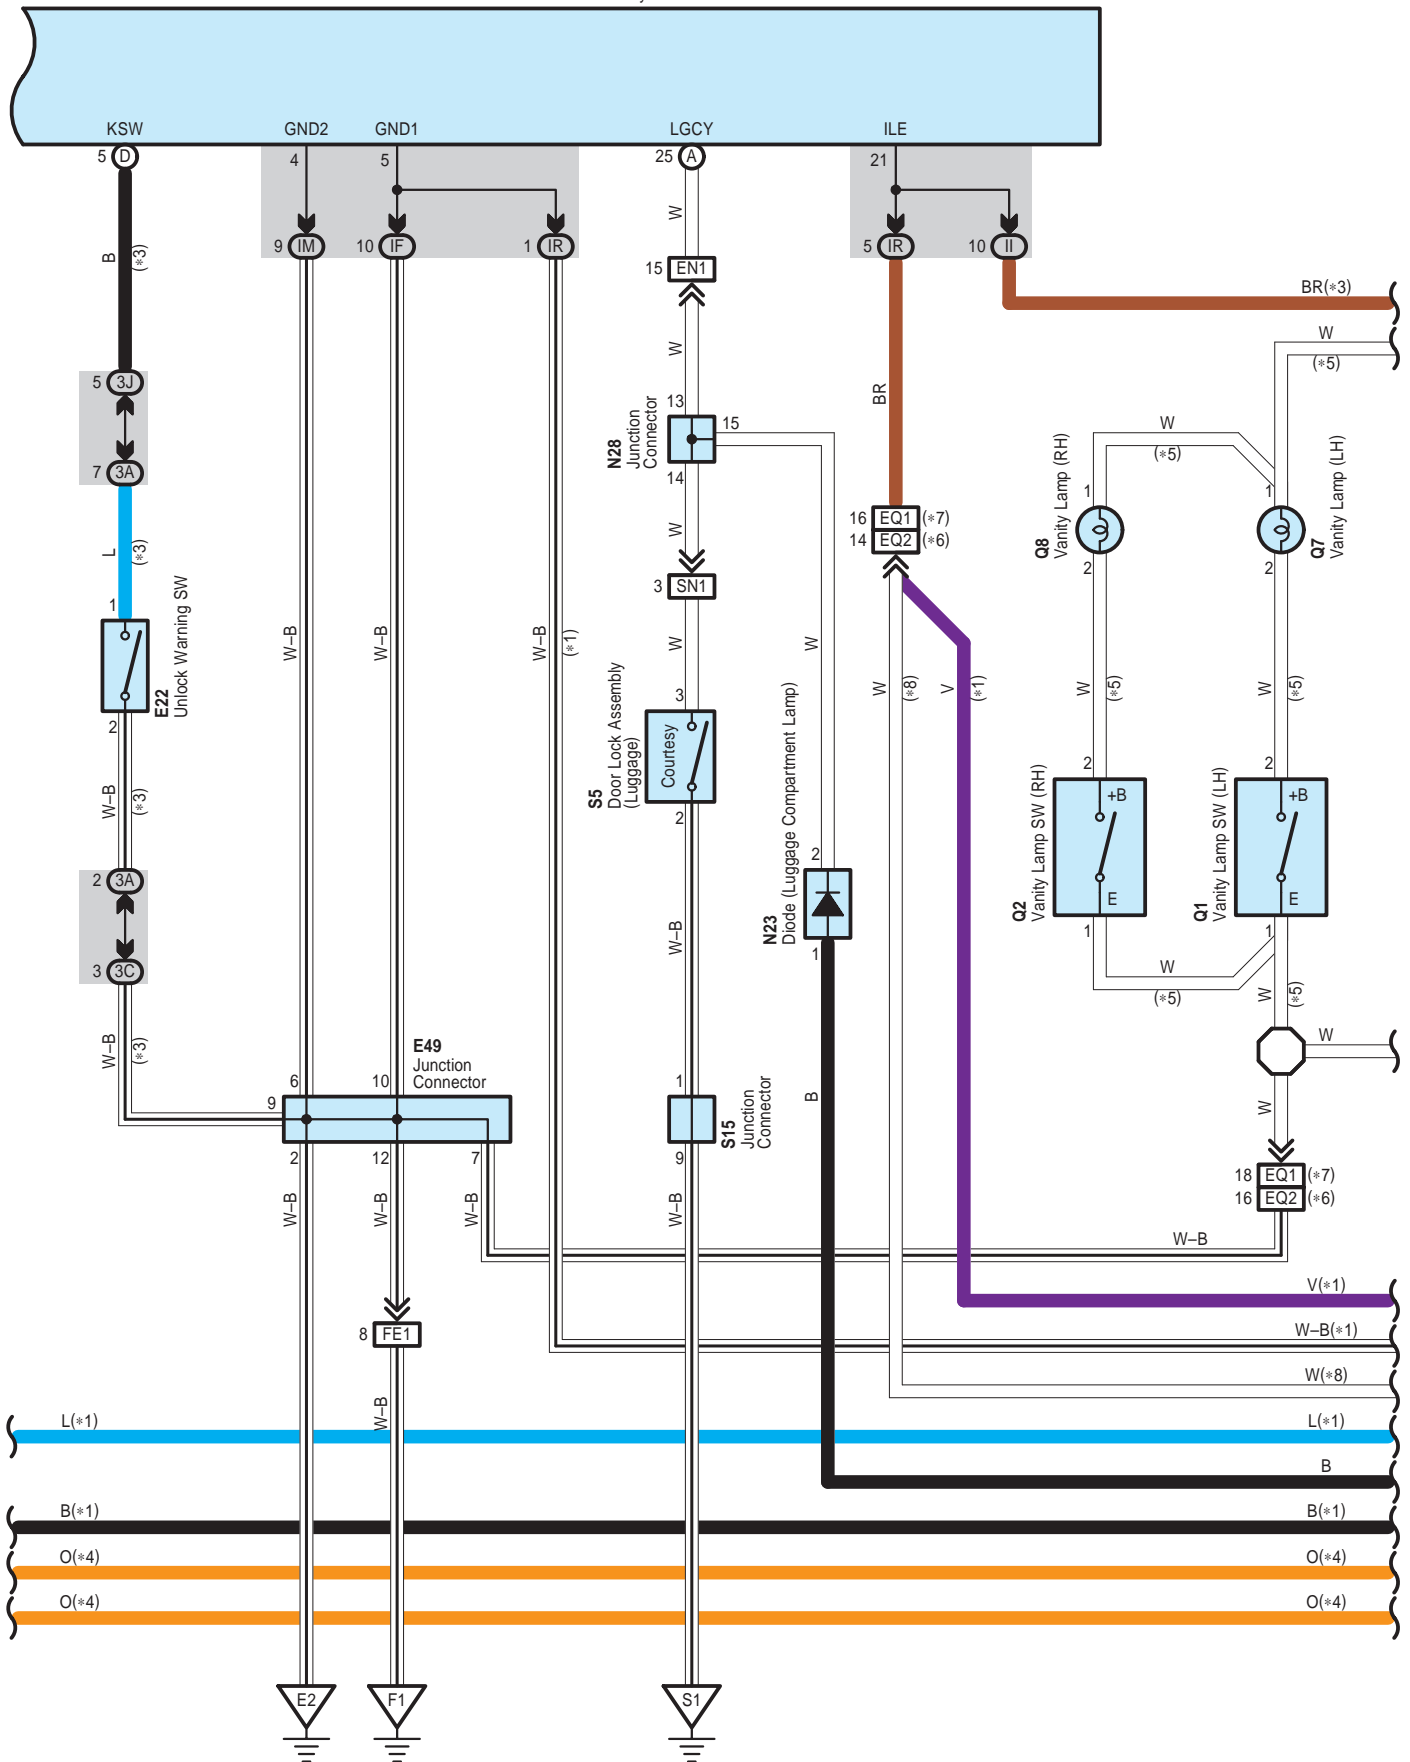 KSW GND2 GND1 LGCY ILE
5 D 4 5 25 A 21
9 IM 10 IF 1 IR 5 IR 10 II
B (*3)
W
15 EN1
BR(*3)
W
(*5)
W
5 3J
7 3A
13 15
N28
Junction
Connector
14
BR
W
(*5)
Q8
Vanity Lamp (RH)
1 2
Q7
Vanity Lamp (LH)
1 2
16 EQ1 (*7)
14 EQ2 (*6)
L (*3)
W
3 SN1
1
E22
Unlock Warning SW
2
W–B
W–B
W–B (*1)
W
W
W (*8)
V (*1)
W (*5)
W (*5)
3
S5
Door Lock Assembly
(Luggage)
Courtesy
2
W–B (*3)
2
Q2
Vanity Lamp SW (RH)
+B
E
1
2
Q1
Vanity Lamp SW (LH)
+B
E
1
2 3A
3 3C
2
N23
Diode (Luggage Compartment Lamp)
1
W–B
W
(*5)
W (*5)
W–B (*3)
E49
Junction
Connector
6 10
9
2 12 7
1
S15
Junction
Connector
9
B
W
W
18 EQ1 (*7)
16 EQ2 (*6)
W–B
W–B
W–B
W–B
W–B
8 FE1
V(*1)
W–B(*1)
W(*8)
W–B
L(*1) L(*1)
B
B(*1) B(*1)
O(*4) O(*4)
O(*4) O(*4)
E2 F1 S1